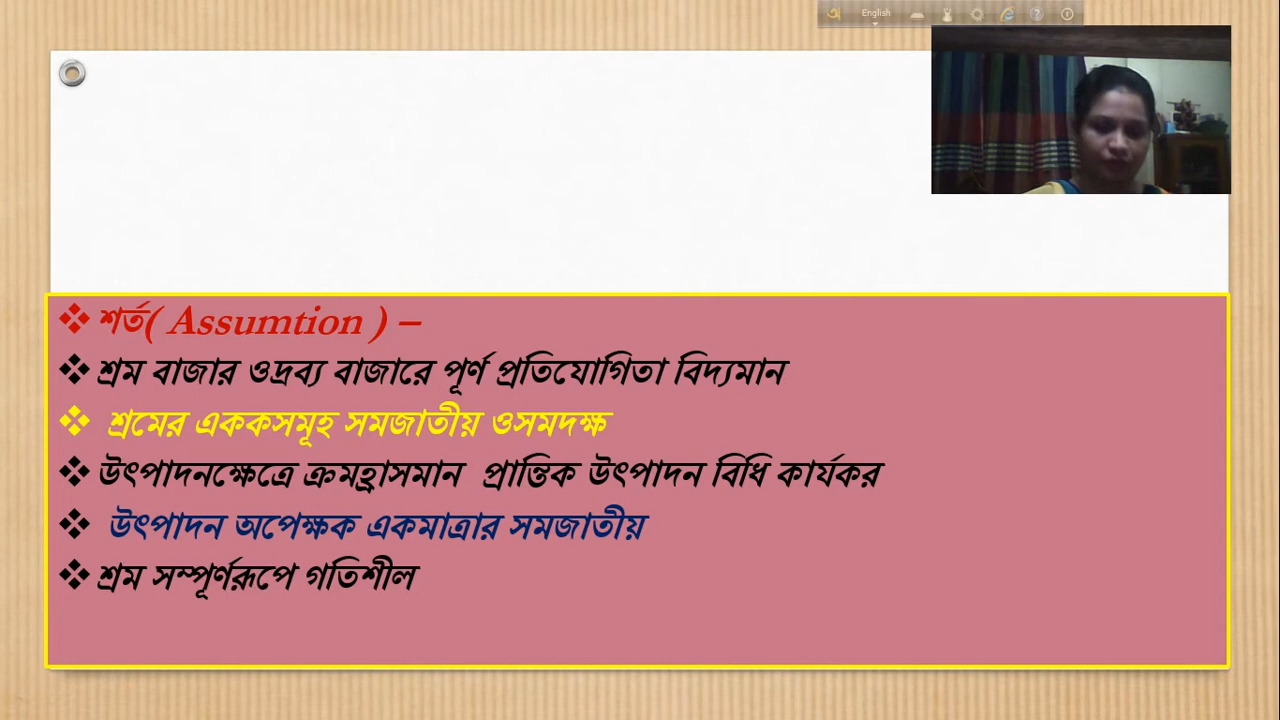 অ English
শর্ত( Assumtion ) –
শ্রম বাজার ওদ্রব্য বাজারে পূর্ণ প্রতিযোগিতা বিদ্যমান
শ্রমের এককসমূহ সমজাতীয় ওসমদক্ষ
উৎপাদনক্ষেত্রে ক্রমহ্রাসমান প্রান্তিক উৎপাদন বিধি কার্যকর
উৎপাদন অপেক্ষক একমাত্রার সমজাতীয়
শ্রম সম্পূর্ণরূপে গতিশীল